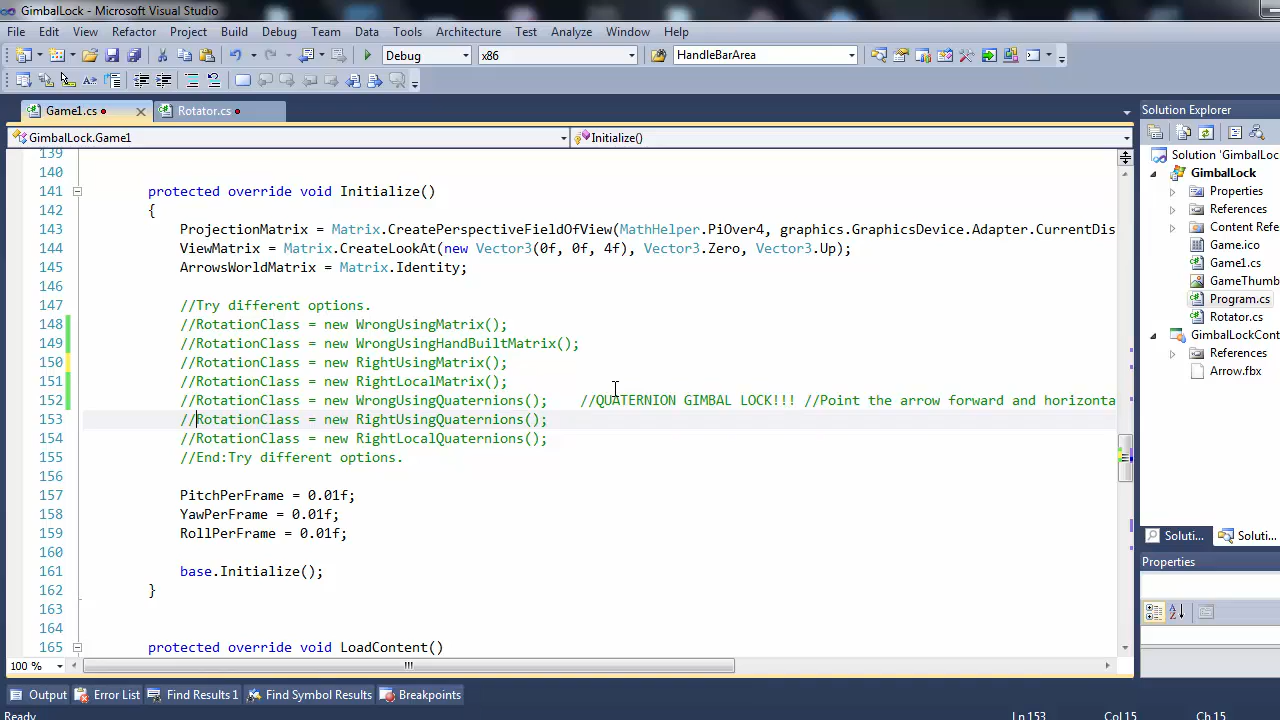 GimbalLock - Microsoft Visual Studio
File Edit View Refactor Project Build Debug Team Data Tools Architecture Test Analyze Window Help
Debug x86 HandleBarArea
Game1.cs Rotator.cs
Solution Explorer
GimbalLock.Game1 Initialize()
139
140
141 protected override void Initialize()
142 {
143 ProjectionMatrix = Matrix.CreatePerspectiveFieldOfView(MathHelper.PiOver4, graphics.GraphicsDevice.Adapter.CurrentDis
144 ViewMatrix = Matrix.CreateLookAt(new Vector3(0f, 0f, 4f), Vector3.Zero, Vector3.Up);
145 ArrowsWorldMatrix = Matrix.Identity;
146
147 //Try different options.
148 //RotationClass = new WrongUsingMatrix();
149 //RotationClass = new WrongUsingHandBuiltMatrix();
150 //RotationClass = new RightUsingMatrix();
151 //RotationClass = new RightLocalMatrix();
152 //RotationClass = new WrongUsingQuaternions(); //QUATERNION GIMBAL LOCK!!! //Point the arrow forward and horizonta
153 //RotationClass = new RightUsingQuaternions();
154 //RotationClass = new RightLocalQuaternions();
155 //End:Try different options.
156
157 PitchPerFrame = 0.01f;
158 YawPerFrame = 0.01f;
159 RollPerFrame = 0.01f;
160
161 base.Initialize();
162 }
163
164
165 protected override void LoadContent()
100 %
Solution 'GimbalLoc
GimbalLock
Properties
References
Content Refe
Game.ico
Game1.cs
GameThumb
Program.cs
Rotator.cs
GimbalLockCont
References
Arrow.fbx
Soluti... Soluti...
Properties
Output Error List Find Results 1 Find Symbol Results Breakpoints
Ready Ln 153 Col 15 Ch 15